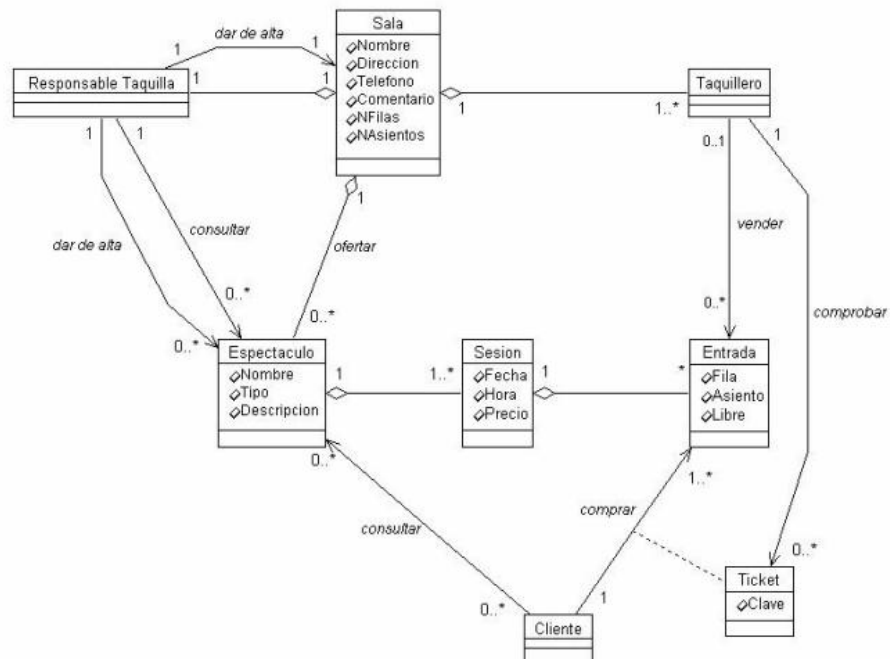 dar de alta
1
1
Sala
Nombre
Direccion
Telefono
Comentario
NFilas
NAsientos
Responsable Taquilla
1
1
1
1..*
Taquillero
1
1
0..1
1
1
consultar
dar de alta
ofertar
vender
comprobar
0..*
0..*
0..*
0..*
Espectaculo
Nombre
Tipo
Descripcion
1
1..*
Sesion
Fecha
Hora
Precio
1
*
Entrada
Fila
Asiento
Libre
0..*
1..*
consultar
comprar
0..*
Ticket
Clave
0..*
1
Cliente